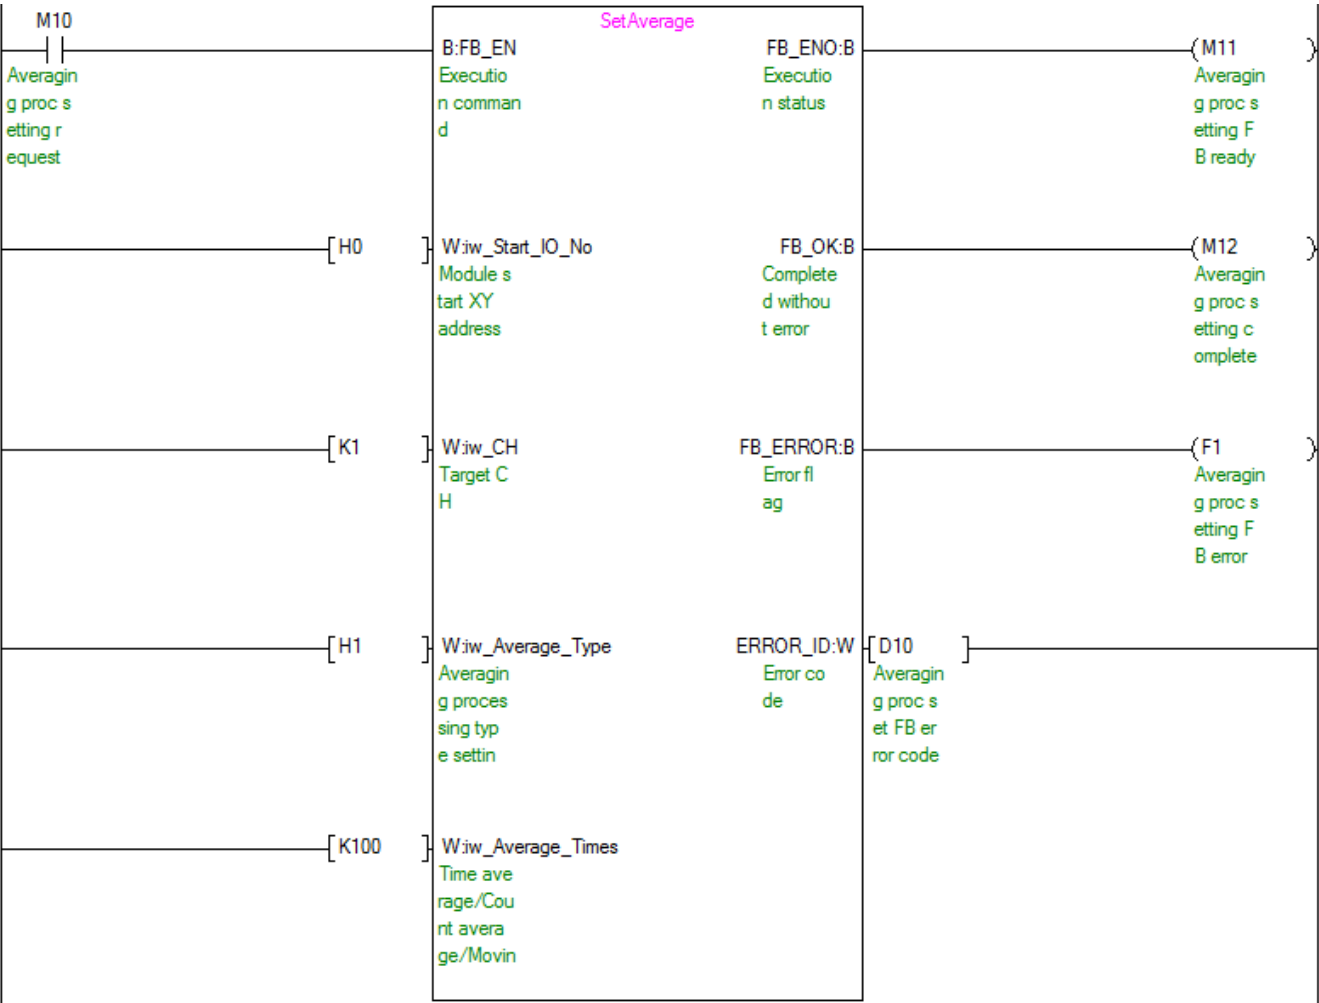 M10
Averagin
g proc s
etting r
equest
SetAverage
B:FB_EN
Executio
n comman
d
FB_ENO:B
Executio
n status
M11
Averagin
g proc s
etting F
B ready
H0
W:iw_Start_IO_No
Module s
tart XY
address
FB_OK:B
Complete
d withou
t error
M12
Averagin
g proc s
etting c
omplete
K1
W:iw_CH
Target C
H
FB_ERROR:B
Error fl
ag
F1
Averagin
g proc s
etting F
B error
H1
W:iw_Average_Type
Averagin
g proces
sing typ
e settin
ERROR_ID:W
Error co
de
D10
Averagin
g proc s
et FB er
ror code
K100
W:iw_Average_Times
Time ave
rage/Cou
nt avera
ge/Movin